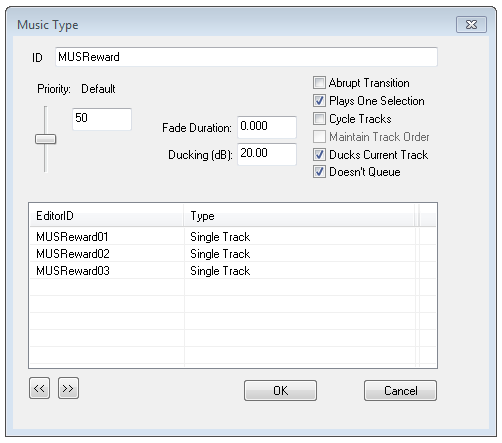 Music Type
ID MUSReward
Priority: Default
50
Fade Duration: 0.000
Ducking (dB): 20.00
Abrupt Transition
Plays One Selection
Cycle Tracks
Maintain Track Order
Ducks Current Track
Doesn't Queue
EditorID Type
MUSReward01 Single Track
MUSReward02 Single Track
MUSReward03 Single Track
<< >> OK Cancel